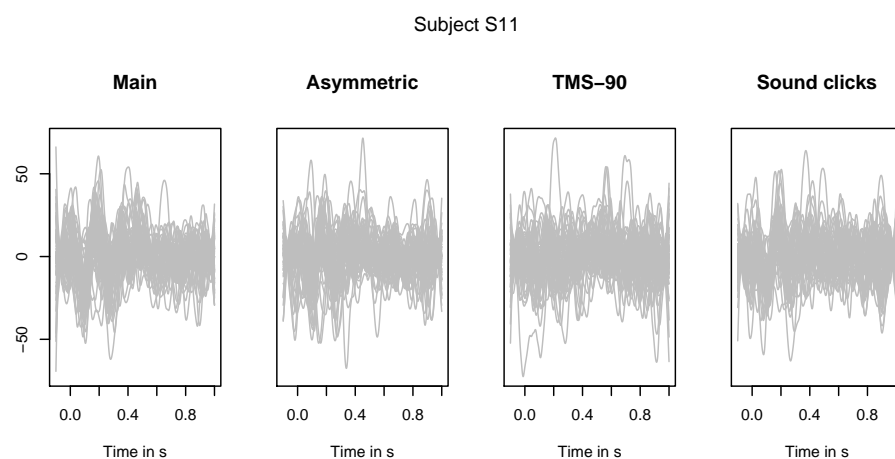 Subject S11
Main
Asymmetric
TMS−90
Sound clicks
50
0
−50
0.0 0.4 0.8
0.0 0.4 0.8
0.0 0.4 0.8
0.0 0.4 0.8
Time in s
Time in s
Time in s
Time in s